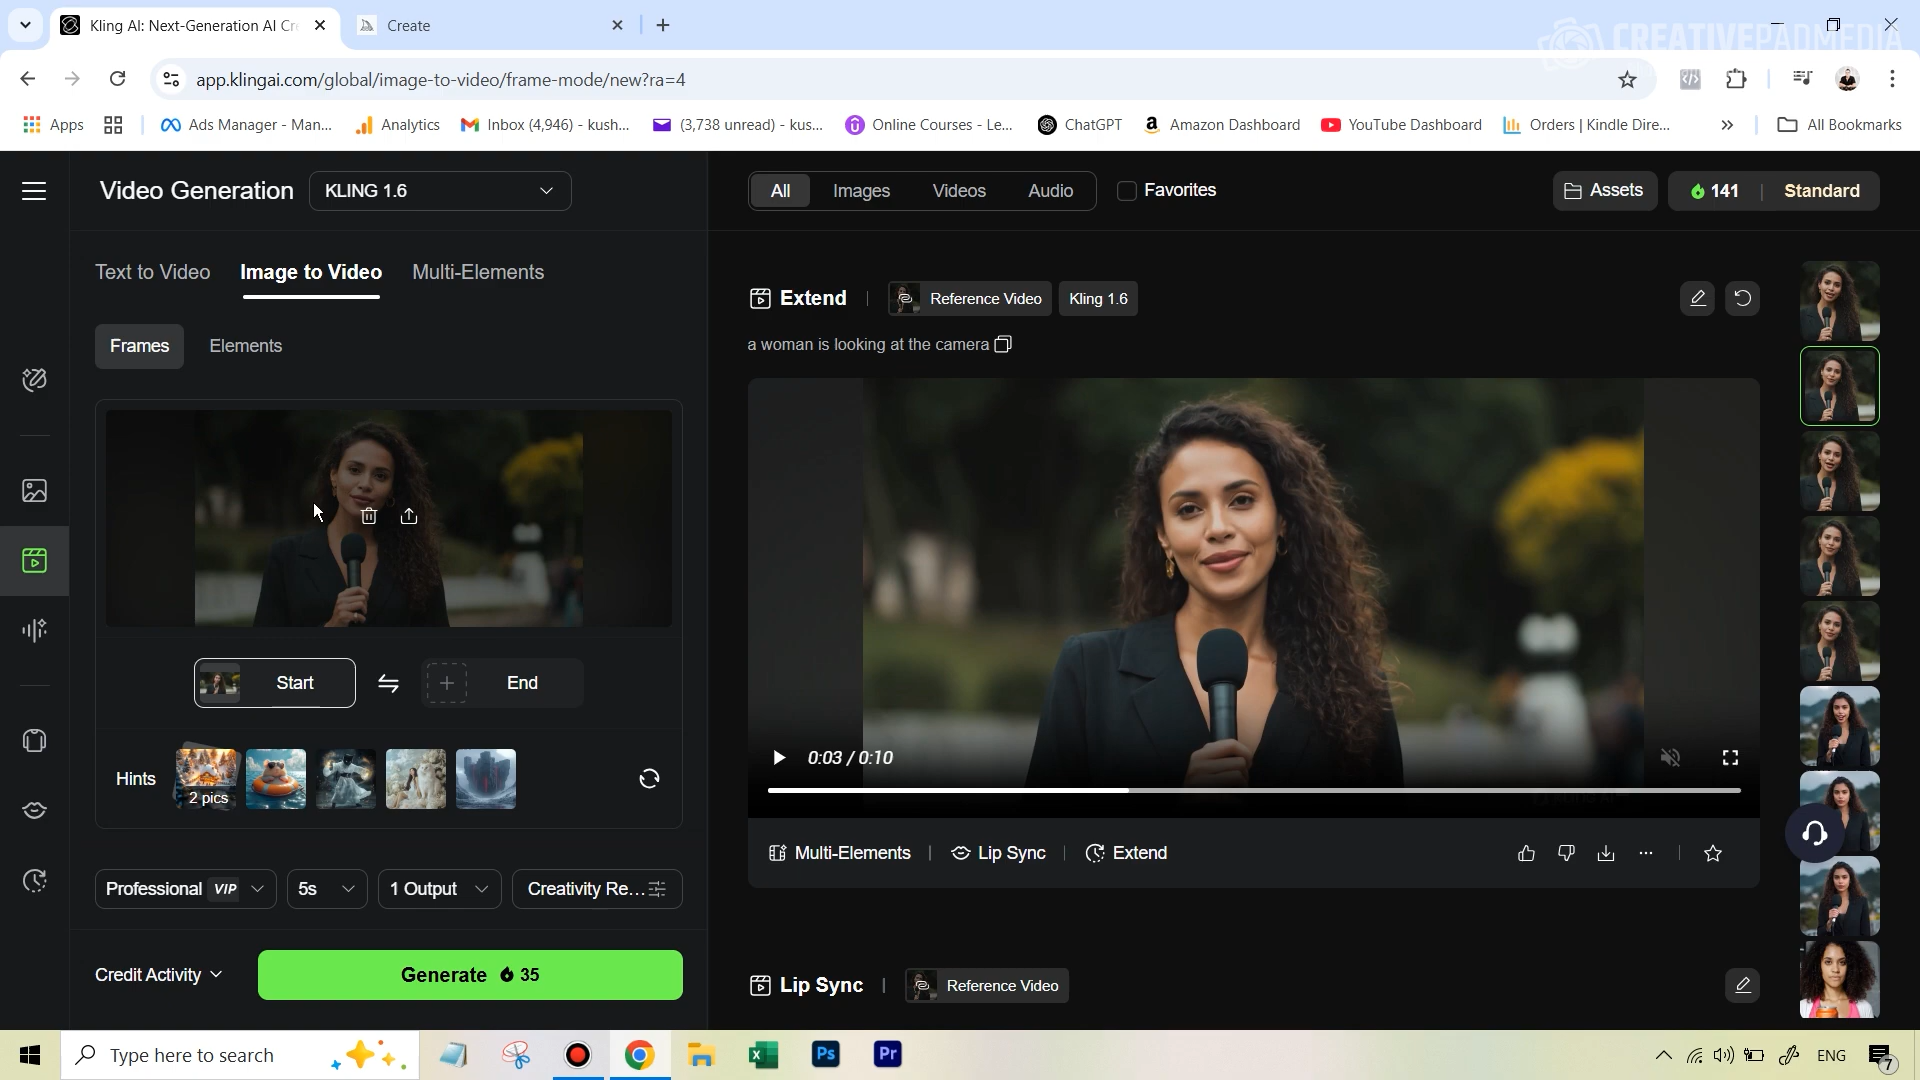 Kling AI: Next-Generation AI Cr
Create
CREATIVEPADMEDIA
app.klingai.com/global/image-to-video/frame-mode/new?ra=4
Apps
Ads Manager - Man...
Analytics
Inbox (4,946) - kush...
(3,738 unread) - kus...
Online Courses - Le...
ChatGPT
Amazon Dashboard
YouTube Dashboard
Orders | Kindle Dire...
All Bookmarks
Video Generation
KLING 1.6
All
Images
Videos
Audio
Favorites
Assets
141
Standard
Text to Video
Image to Video
Multi-Elements
Frames
Elements
Extend
Reference Video
Kling 1.6
a woman is looking at the camera
Start
End
Hints
2 pics
0:03 / 0:10
Multi-Elements
Lip Sync
Extend
Professional VIP
5s
1 Output
Creativity Re...
Credit Activity
Generate 35
Lip Sync
Reference Video
Type here to search
Ps
Pr
ENG
7